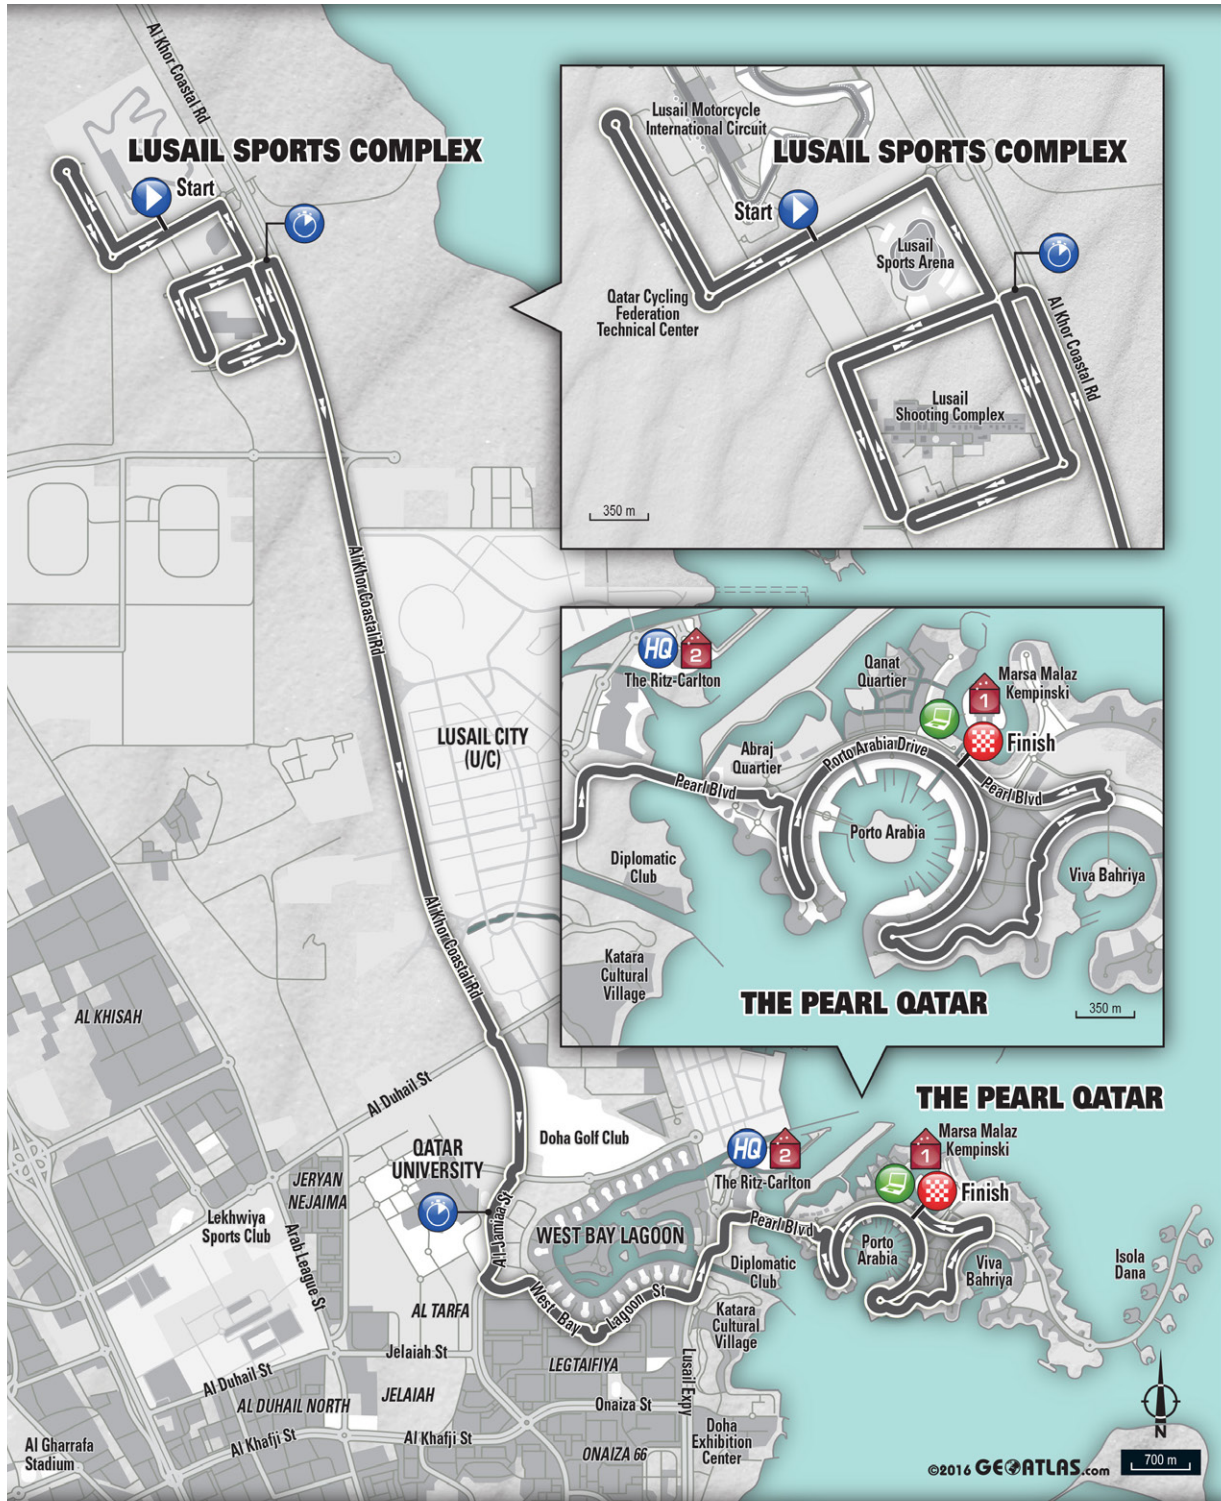 Al Khor Coastal Rd
LUSAIL SPORTS COMPLEX
Start
Lusail Motorcycle
International Circuit
LUSAIL SPORTS COMPLEX
Start
Lusail
Sports Arena
Qatar Cycling
Federation
Technical Center
Al Khor Coastal Rd
Lusail
Shooting Complex
350 m
Al Khor Coastal Rd
LUSAIL CITY
(U/C)
Al Khor Coastal Rd
HQ
2
The Ritz-Carlton
Qanat
Quartier
1
Marsa Malaz
Kempinski
Finish
Abraj
Quartier
Porto Arabia Drive
Pearl Blvd
Pearl Blvd
Porto Arabia
Diplomatic
Club
Viva Bahriya
Katara
Cultural
Village
THE PEARL QATAR
350 m
AL KHISAH
Al Duhail St
THE PEARL QATAR
Doha Golf Club
QATAR
UNIVERSITY
HQ
2
The Ritz-Carlton
1
Marsa Malaz
Kempinski
Finish
JERYAN
NEJAIMA
Lekhwiya
Sports Club
Arab League St
Al Jamiaa St
WEST BAY LAGOON
Pearl Blvd
Porto
Arabia
Diplomatic
Club
Viva
Bahriya
Isola
Dana
West Bay
Lagoon St
AL TARFA
Katara
Cultural
Village
Jelaiah St
LEGTAIFIYA
Lusail Expy
Al Duhail St
JELAIAH
AL DUHAIL NORTH
Onaiza St
Al Khafji St
Al Khafji St
Doha
Exhibition
Center
ONAIZA 66
Al Gharrafa
Stadium
N
700 m
©2016 GEOATLAS.com